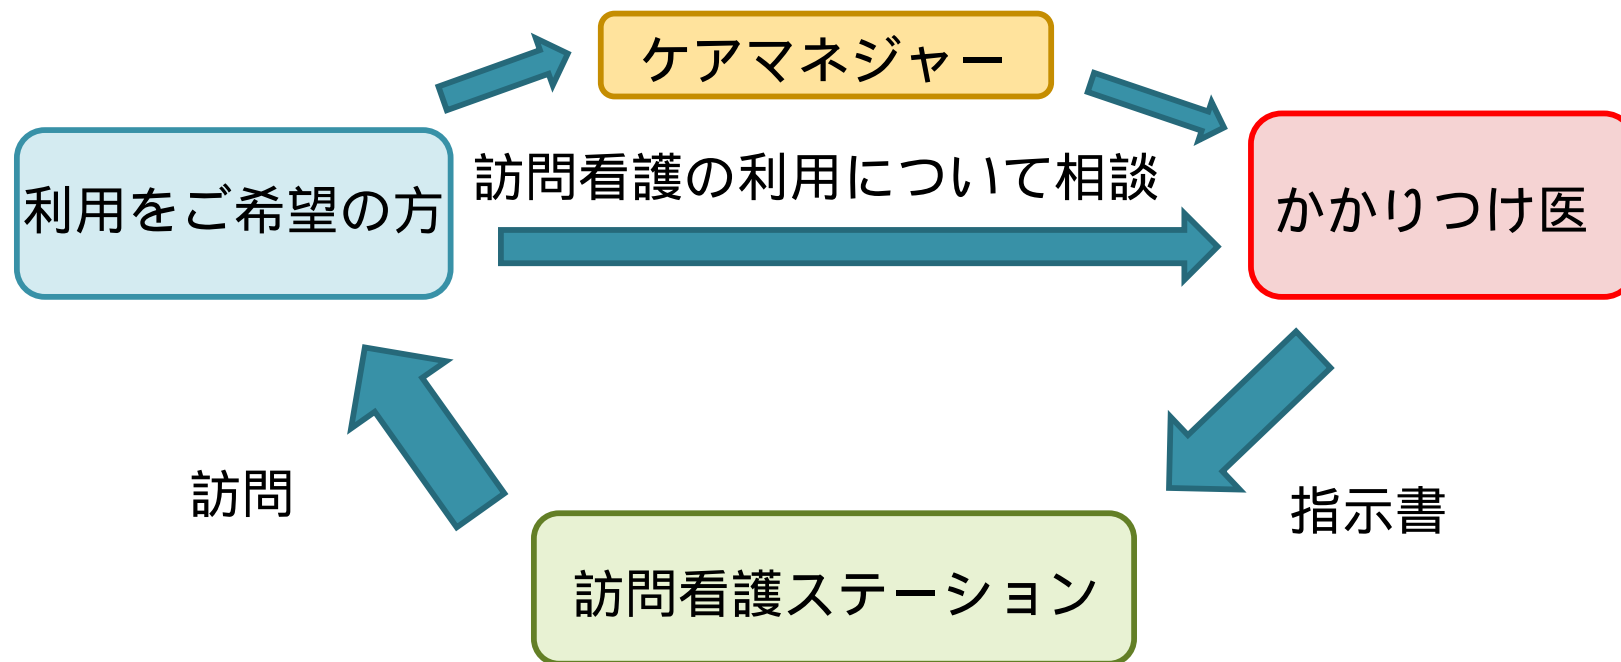 ケアマネジャー
訪問看護の利用について相談
利用をご希望の方
かかりつけ医
訪問
指示書
訪問看護ステーション